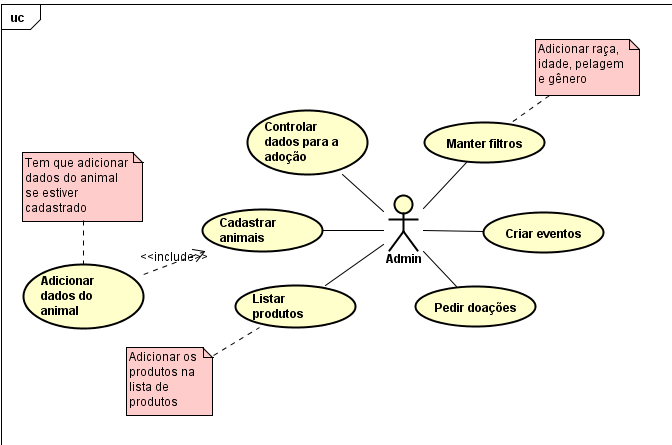 uc
Adicionar raça,
idade, pelagem
e gênero
Controlar
dados para a
adoção
Manter filtros
Tem que adicionar
dados do animal
se estiver
cadastrado
Cadastrar
animais
Criar eventos
<<include>>
Admin
Adicionar
dados do
animal
Listar
produtos
Pedir doações
Adicionar os
produtos na
lista de
produtos